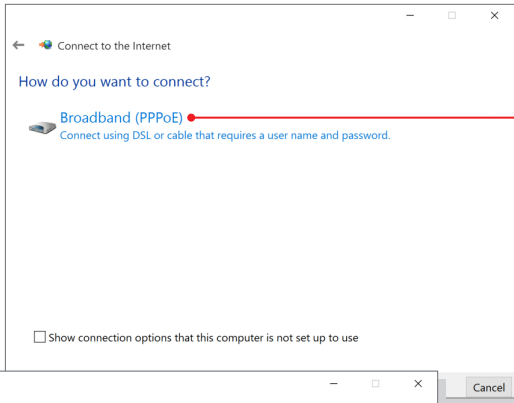 Connect to the Internet
How do you want to connect?
Broadband (PPPoE)
Connect using DSL or cable that requires a user name and password.
Show connection options that this computer is not set up to use
Cancel